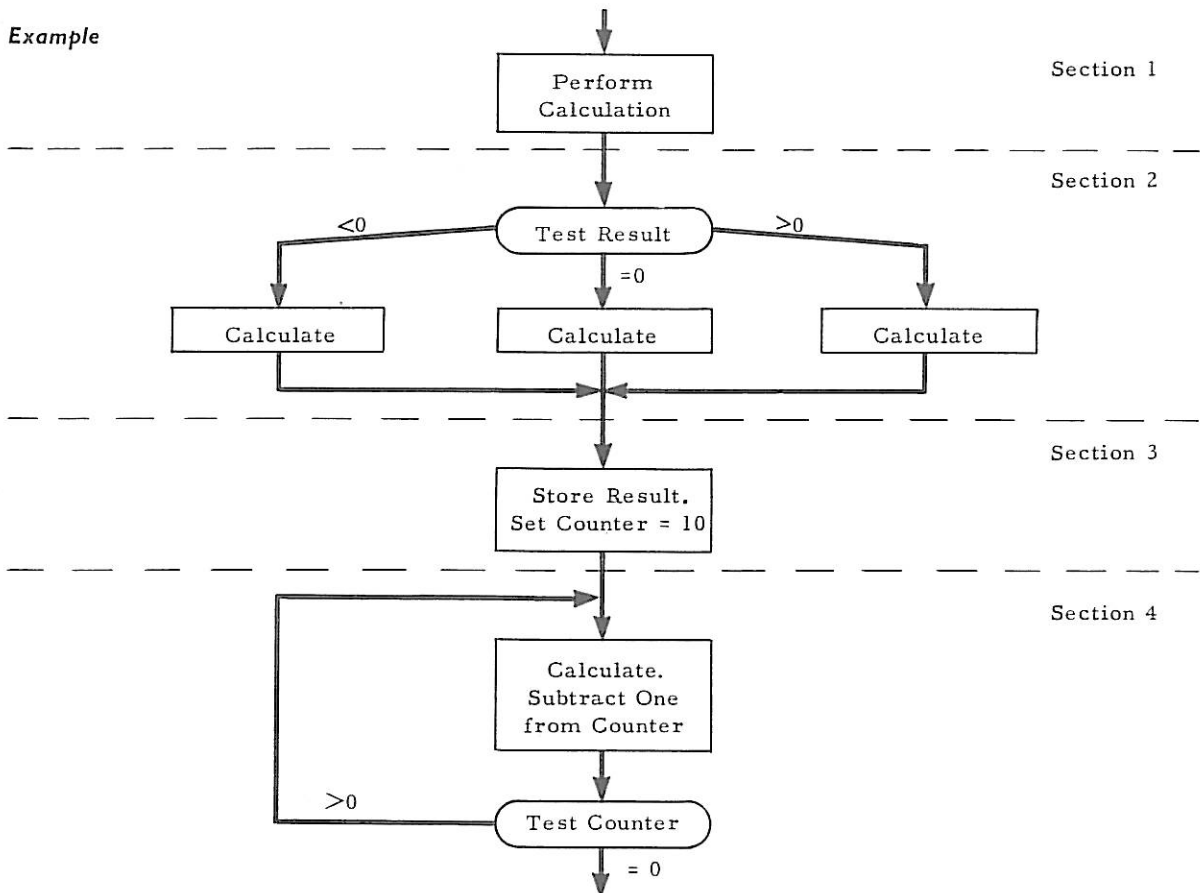 Example
Section 1
Perform
Calculation
Section 2
<0
Test Result
>0
=0
Calculate
Calculate
Calculate
Section 3
Store Result.
Set Counter = 10
Section 4
Calculate.
Subtract One
from Counter
>0
Test Counter
= 0